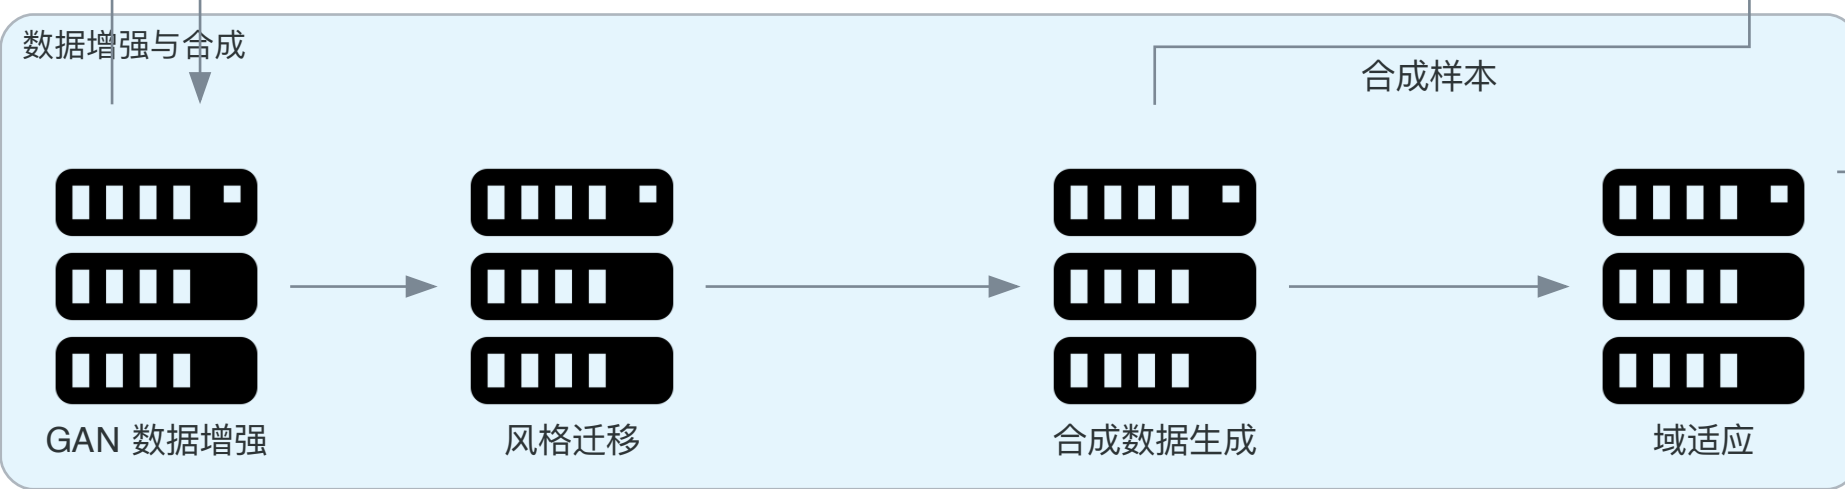 数据增强与合成
合成样本
GAN 数据增强
风格迁移
合成数据生成
域适应